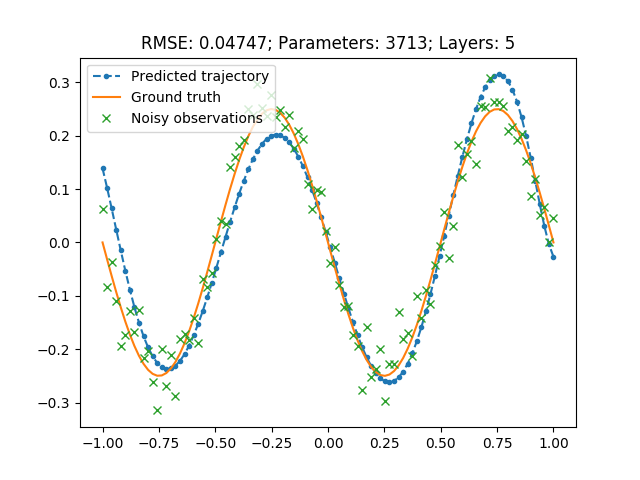 RMSE: 0.04747; Parameters: 3713; Layers: 5
Predicted trajectory
Ground truth
Noisy observations
0.3
0.2
0.1
0.0
−0.1
−0.2
−0.3
−1.00 −0.75 −0.50 −0.25 0.00 0.25 0.50 0.75 1.00